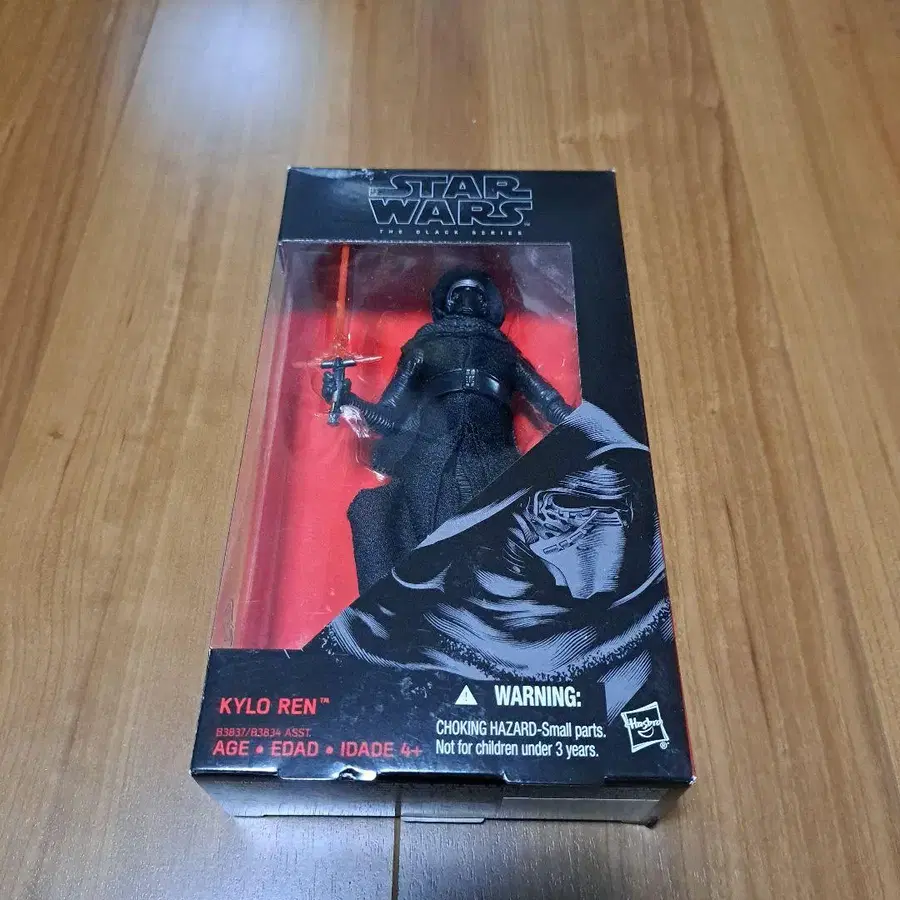 STAR
WARS™
THE BLACK SERIES
KYLO REN™
B3837/B3834 ASST.
AGE • EDAD • IDADE 4+
WARNING:
CHOKING HAZARD-Small parts.
Not for children under 3 years.
Hasbro